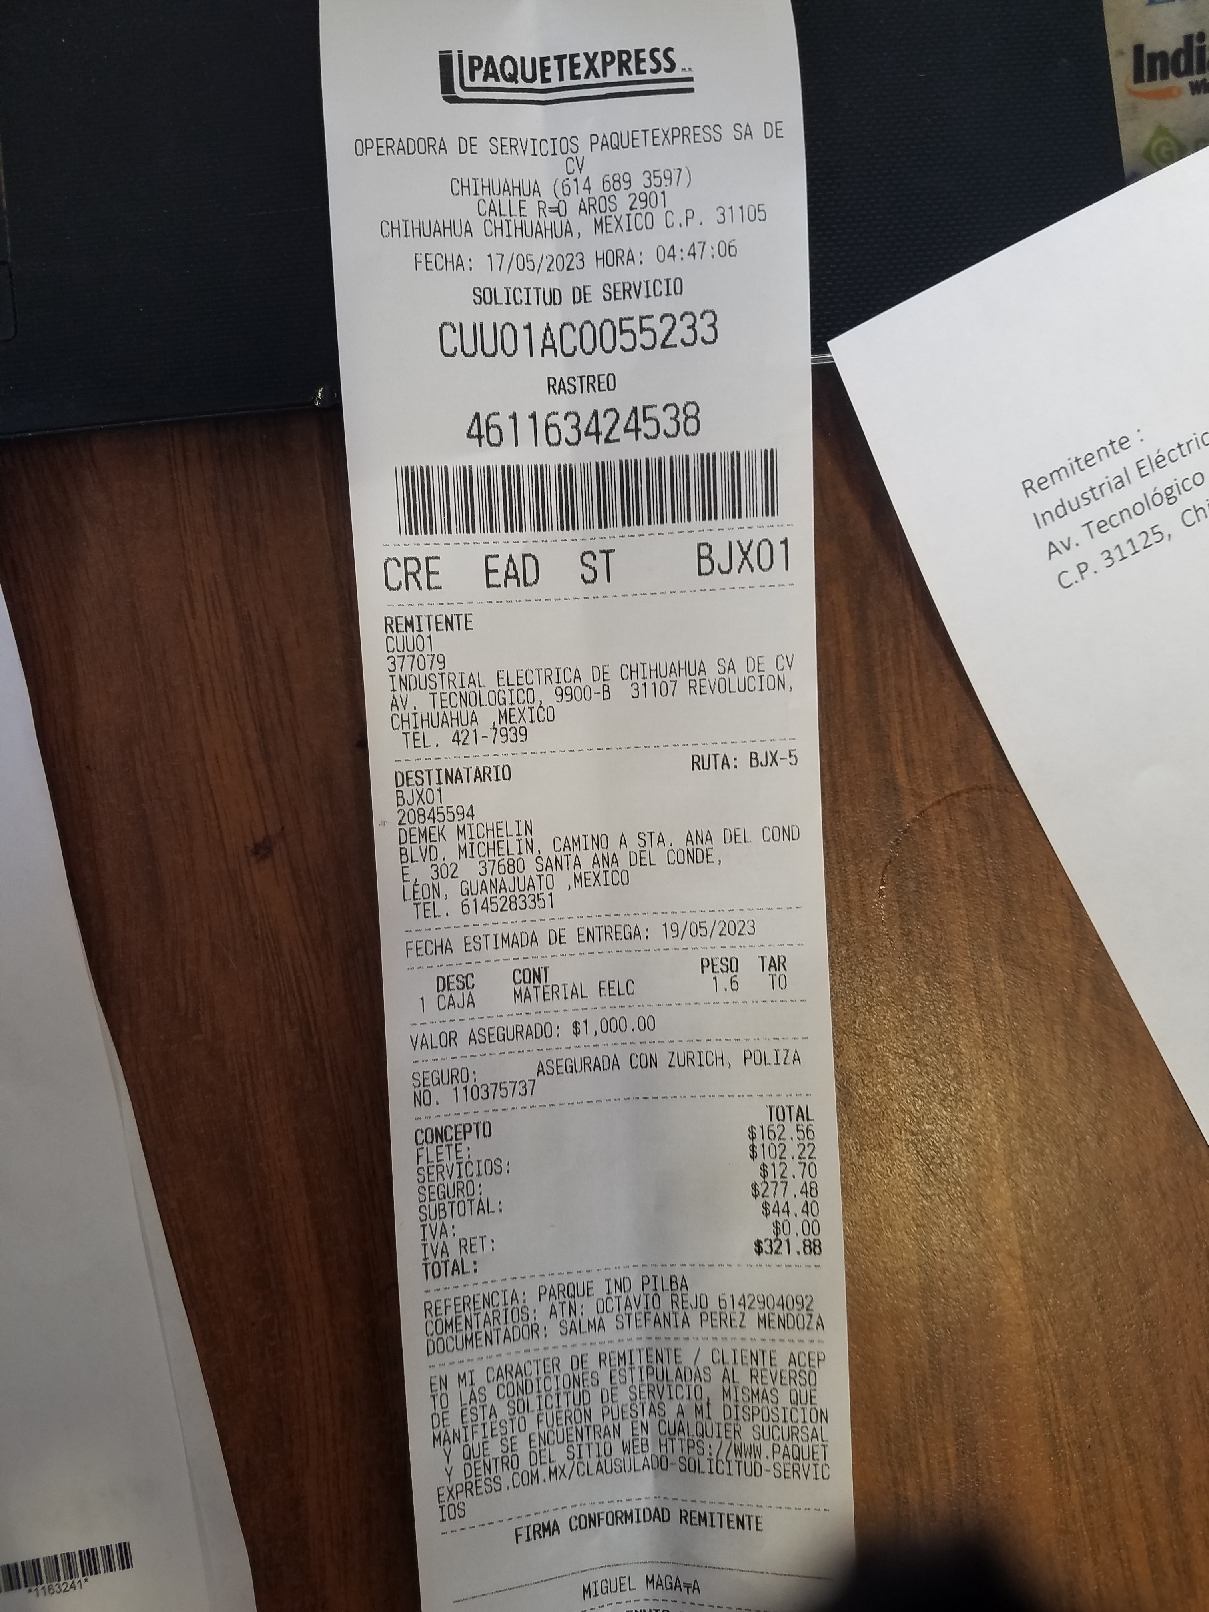 PAQUETEXPRESS
OPERADORA DE SERVICIOS PAQUETEXPRESS SA DE
CV
CHIHUAHUA (614 689 3597)
CALLE R=O AROS 2901
CHIHUAHUA CHIHUAHUA, MEXICO C.P. 31105
FECHA: 17/05/2023 HORA: 04:47:06
SOLICITUD DE SERVICIO
CUU01AC0055233
RASTREO
461163424538
CRE EAD ST BJX01
REMITENTE
CUU01
377079
INDUSTRIAL ELECTRICA DE CHIHUAHUA SA DE CV
AV. TECNOLOGICO, 9900-B 31107 REVOLUCION,
CHIHUAHUA ,MEXICO
TEL. 421-7939
DESTINATARIO RUTA: BJX-5
BJX01
20845594
DEMEK MICHELIN
BLVD. MICHELIN, CAMINO A STA. ANA DEL COND
E, 302 37680 SANTA ANA DEL CONDE,
LEON, GUANAJUATO ,MEXICO
TEL. 6145283351
FECHA ESTIMADA DE ENTREGA: 19/05/2023
DESC CONT PESO TAR
1 CAJA MATERIAL EELC 1.6 TO
VALOR ASEGURADO: $1,000.00
SEGURO: ASEGURADA CON ZURICH, POLIZA
NO. 110375737
CONCEPTO TOTAL
FLETE: $162.56
SERVICIOS: $102.22
SEGURO: $12.70
SUBTOTAL: $277.48
IVA: $44.40
IVA RET: $0.00
TOTAL: $321.88
REFERENCIA: PARQUE IND PILBA
COMENTARIOS: ATN: OCTAVIO REJO 6142904092
DOCUMENTADOR: SALMA STEFANIA PEREZ MENDOZA
EN MI CARACTER DE REMITENTE / CLIENTE ACEP
TO LAS CONDICIONES ESTIPULADAS AL REVERSO
DE ESTA SOLICITUD DE SERVICIO, MISMAS QUE
MANIFIESTO FUERON PUESTAS A MI DISPOSICION
Y QUE SE ENCUENTRAN EN CUALQUIER SUCURSAL
Y DENTRO DEL SITIO WEB HTTPS://WWW.PAQUET
EXPRESS.COM.MX/CLAUSULADO-SOLICITUD-SERVIC
IOS
FIRMA CONFORMIDAD REMITENTE
MIGUEL MAGA╤A
Remitente :
Industrial Eléctric
Av. Tecnológico
C.P. 31125, Chi
Indi
*1163241*